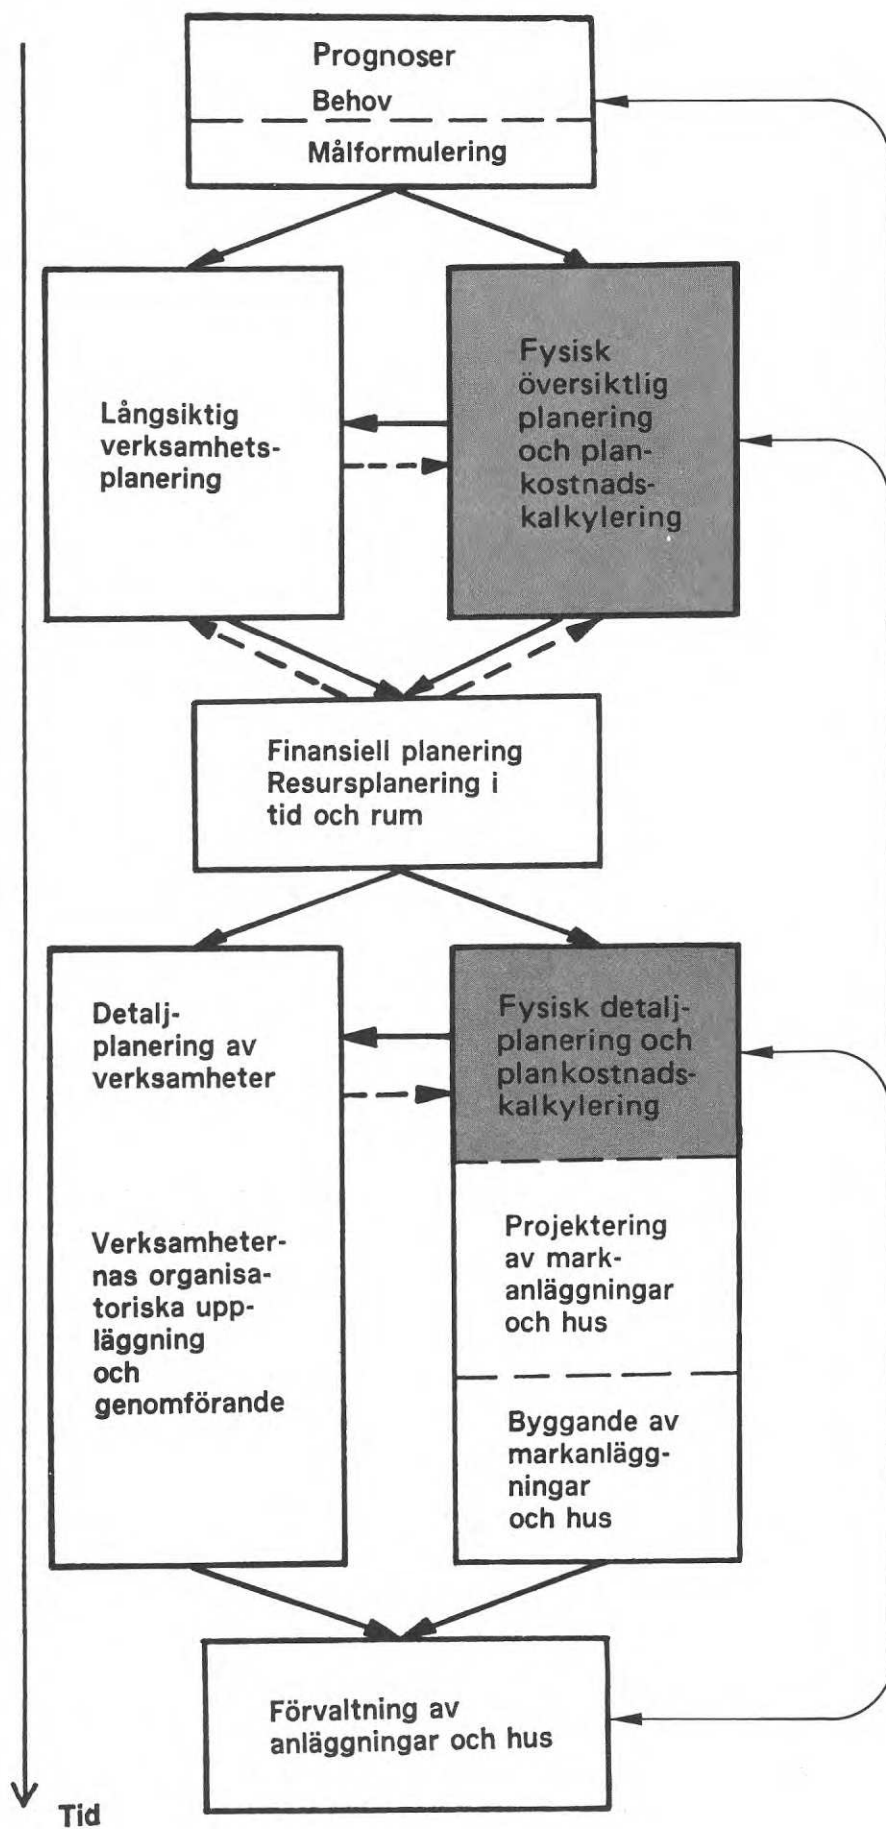 Prognoser
Behov
Målformulering
Långsiktig
verksamhets-
planering
Fysisk
översiktlig
planering
och plan-
kostnads-
kalkylering
Finansiell planering
Resursplanering i
tid och rum
Detalj-
planering av
verksamheter
Verksamheter-
nas organisa-
toriska upp-
läggning
och
genomförande
Fysisk detalj-
planering och
plankostnads-
kalkylering
Projektering
av mark-
anläggningar
och hus
Byggande av
markanlägg-
ningar
och hus
Förvaltning av
anläggningar och hus
Tid